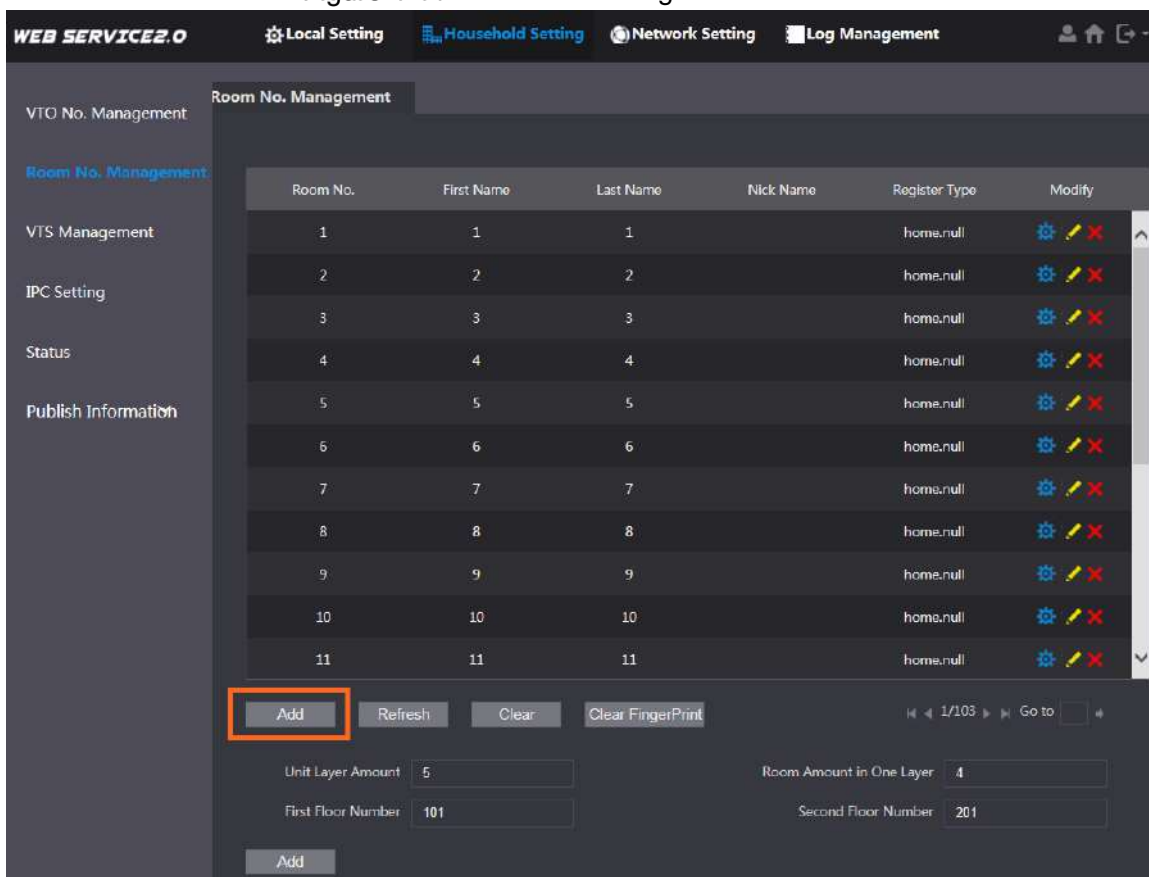 WEB SERVICE2.0 Local Setting Household Setting Network Setting Log Management
VTO No. Management
Room No. Management
VTS Management
IPC Setting
Status
Publish Information
Room No. Management
Room No. First Name Last Name Nick Name Register Type Modify
1 1 1 home.null
2 2 2 home.null
3 3 3 home.null
4 4 4 home.null
5 5 5 home.null
6 6 6 home.null
7 7 7 home.null
8 8 8 home.null
9 9 9 home.null
10 10 10 home.null
11 11 11 home.null
Add Refresh Clear Clear FingerPrint 1/103 Go to
Unit Layer Amount 5 Room Amount in One Layer 4
First Floor Number 101 Second Floor Number 201
Add